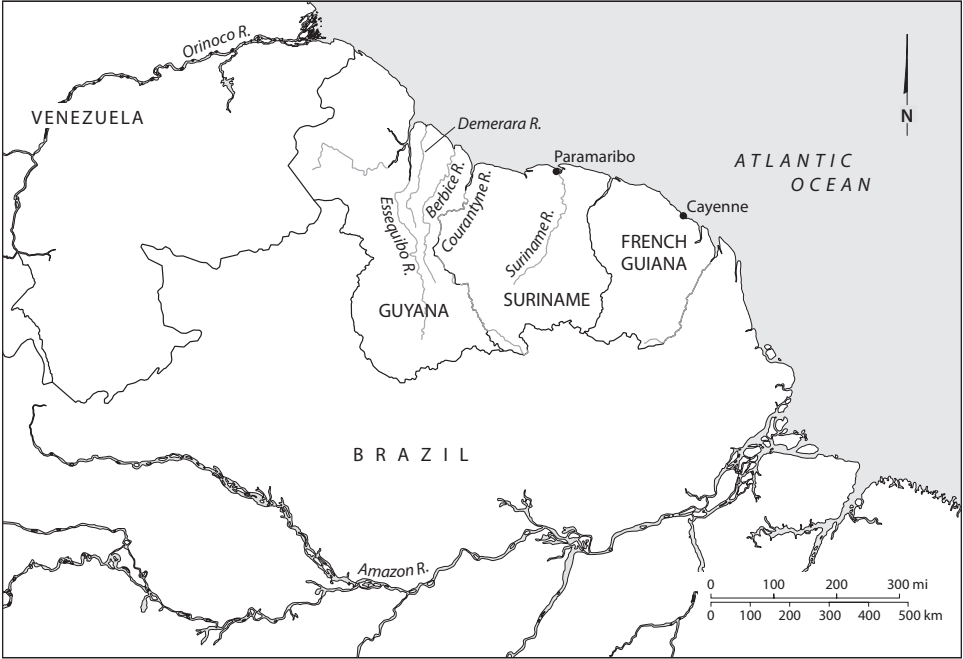 Orinoco R.
VENEZUELA
N
Demerara R.
Paramaribo
ATLANTIC
OCEAN
Berbice R.
Essequibo R.
Courantyne R.
Suriname R.
Cayenne
FRENCH
GUIANA
SURINAME
GUYANA
BRAZIL
Amazon R.
0 100 200 300 mi
0 100 200 300 400 500 km